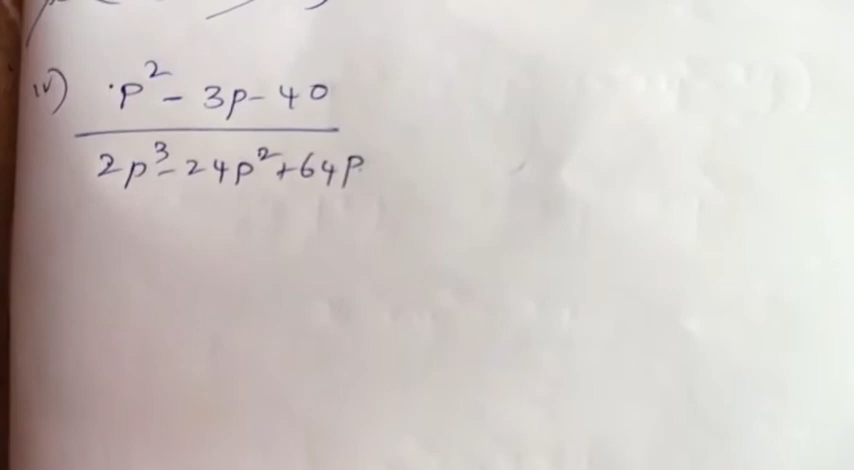 iv) p² - 3p - 40
2p³ - 24p² + 64p